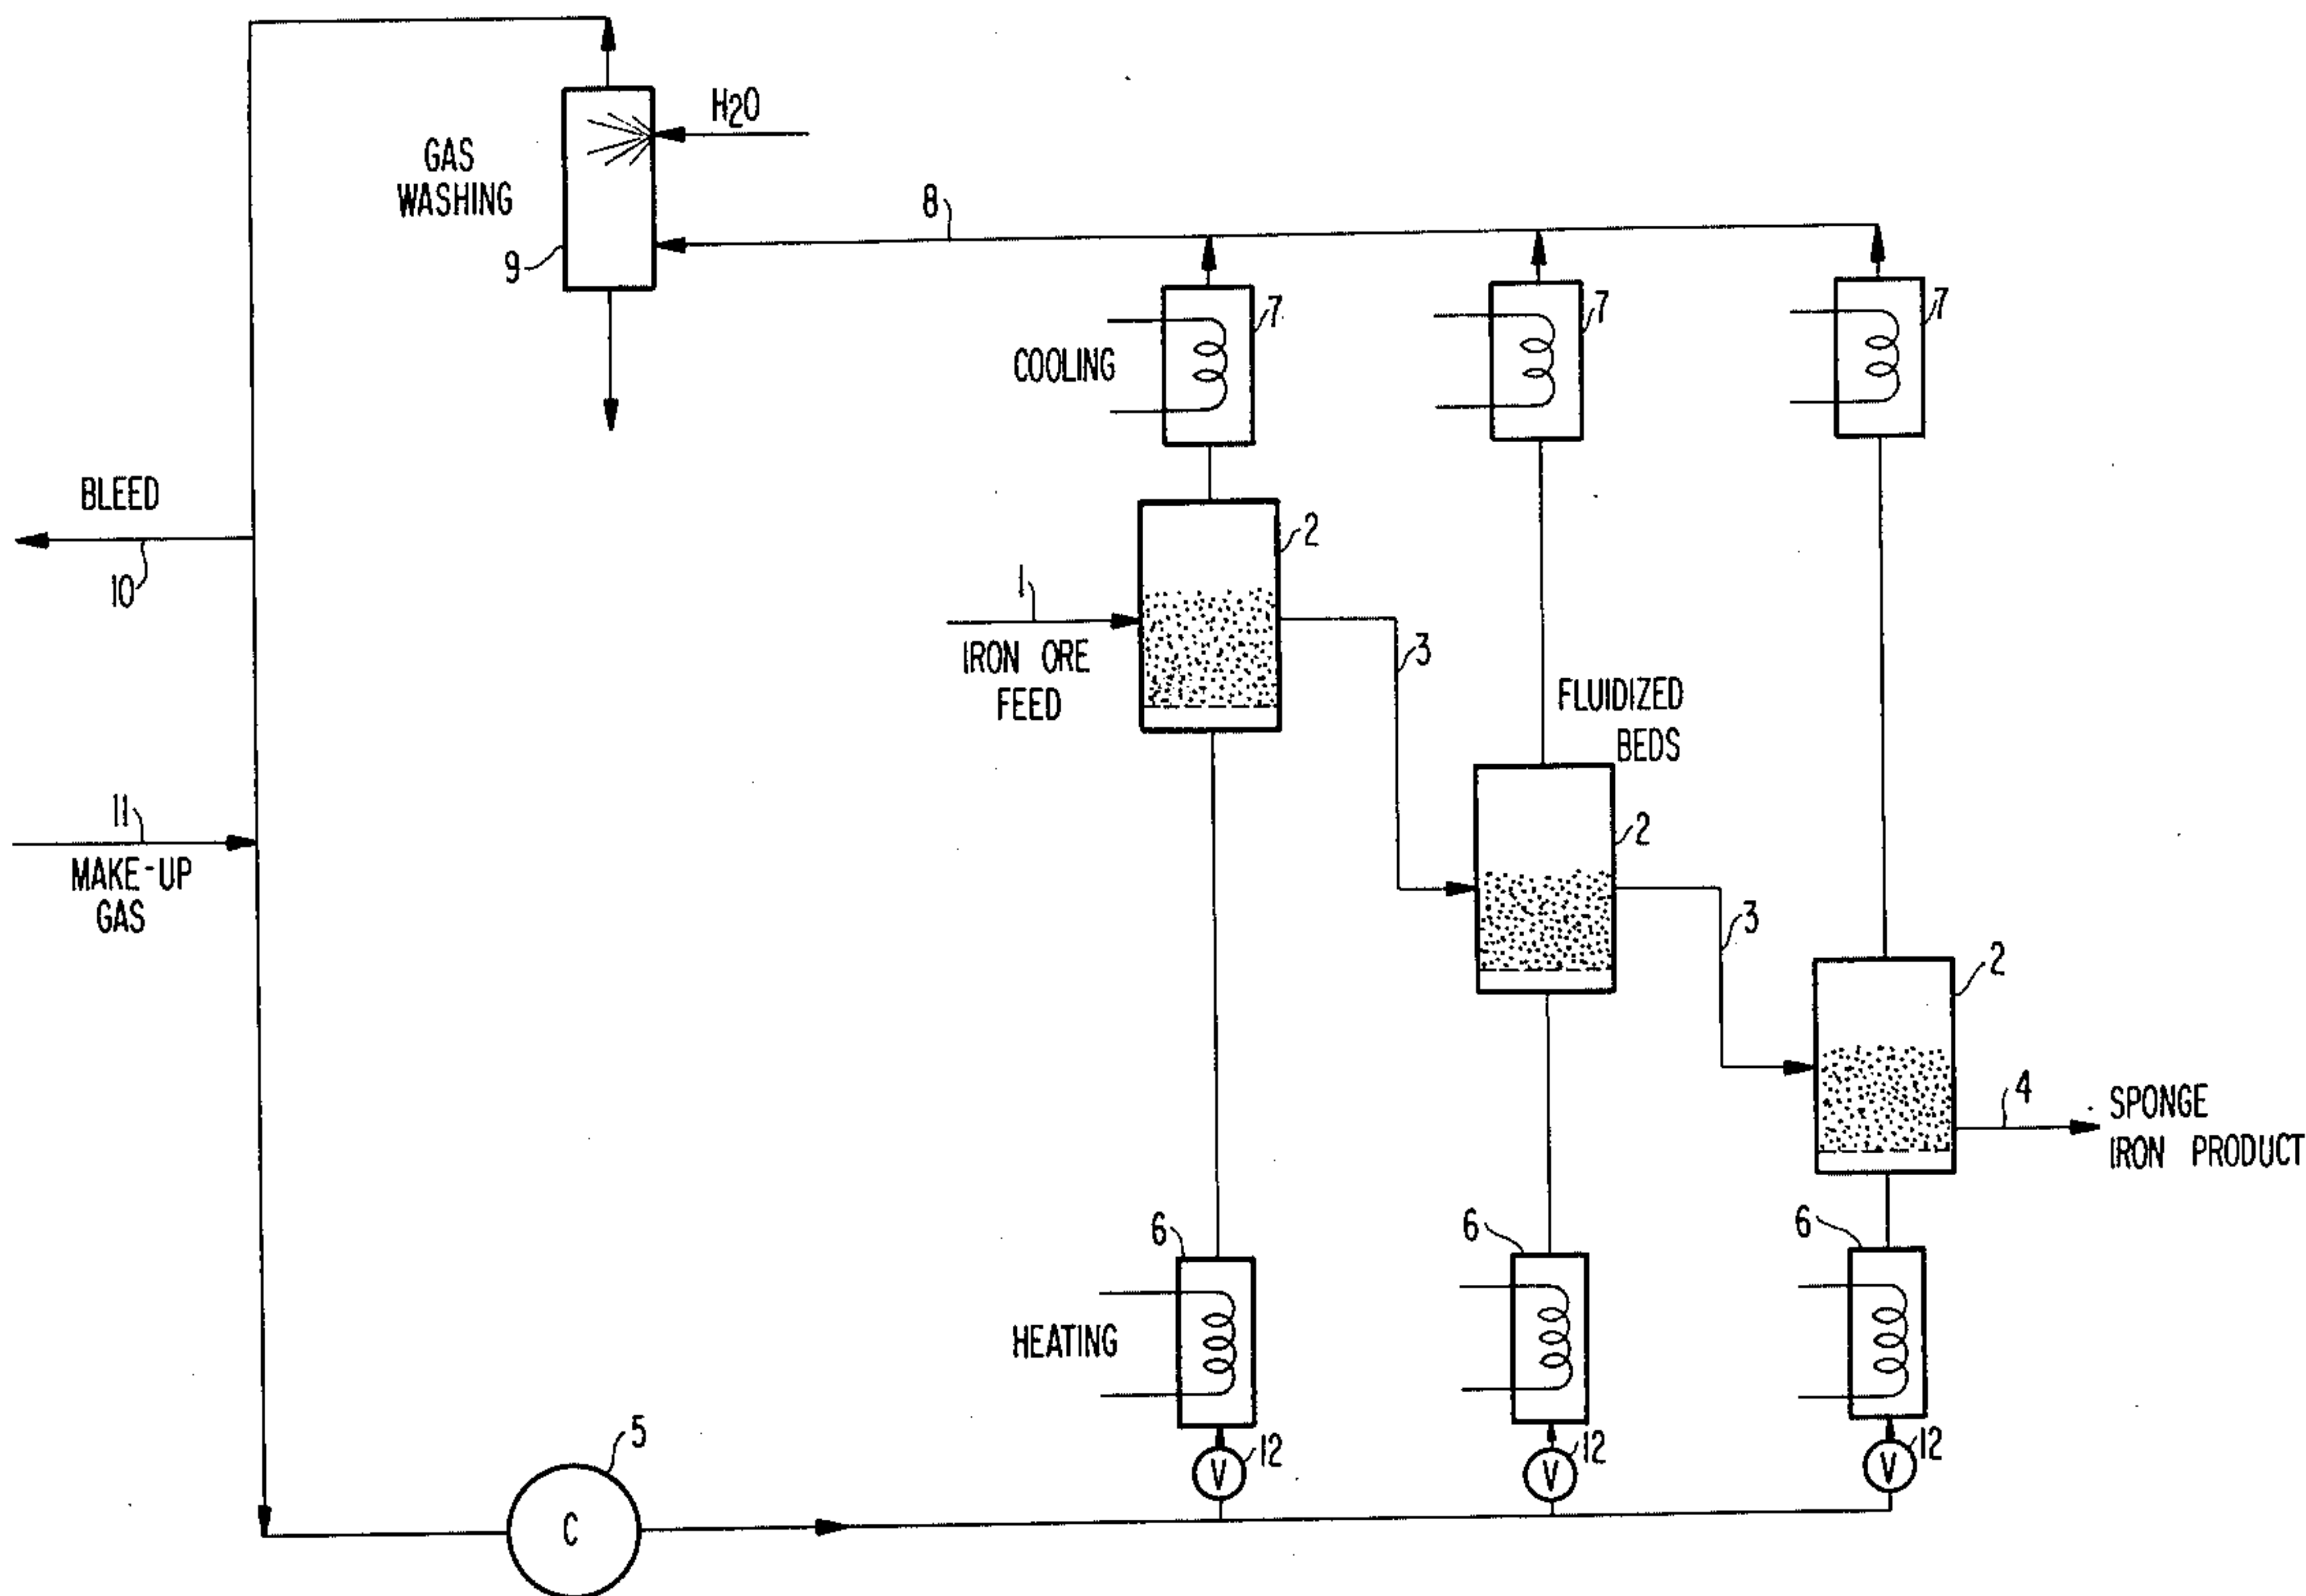 H2O
GAS
WASHING
8
9
7
7
7
COOLING
BLEED
10
2
1
IRON ORE
FEED
3
FLUIDIZED
BEDS
11
MAKE-UP
GAS
2
3
2
4
SPONGE
IRON PRODUCT
6
6
6
HEATING
5
C
V
12
V
12
V
12